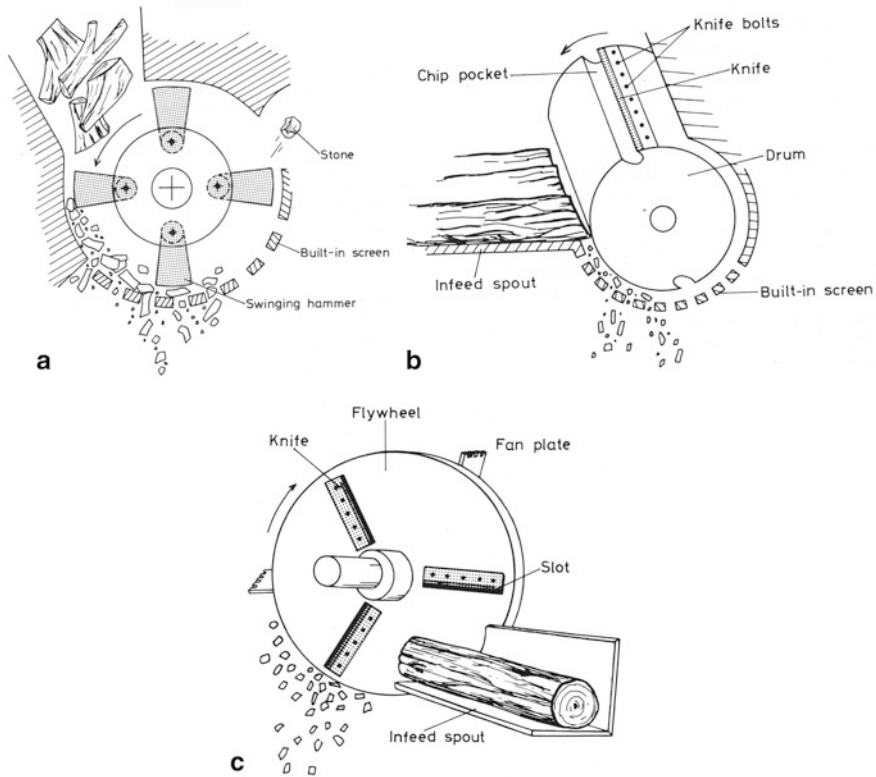 Stone
Built-in screen
Swinging hammer
a
Knife bolts
Chip pocket
Knife
Drum
Infeed spout
Built-in screen
b
Flywheel
Knife
Fan plate
Slot
Infeed spout
c